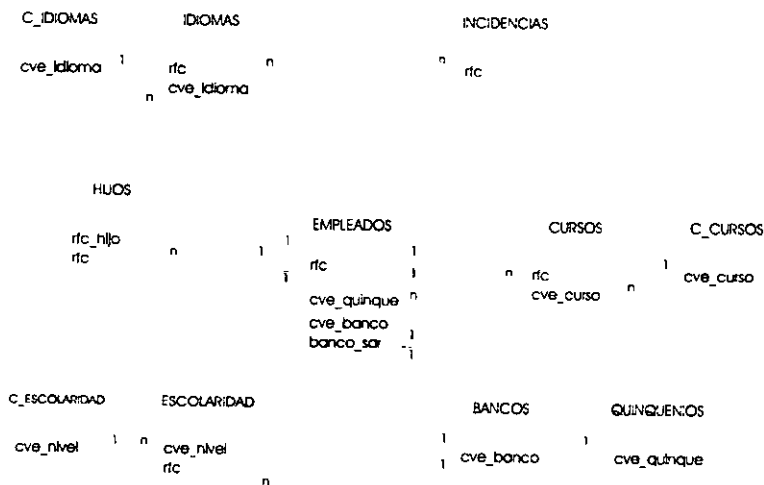 C_IDIOMAS IDIOMAS INCIDENCIAS
cve_idioma 1 rfc n n rfc
n cve_idioma
HIJOS
EMPLEADOS CURSOS C_CURSOS
rfc_hijo n 1 1 1
rfc 1 rfc 1 n rfc 1 cve_curso
cve_quinque n cve_curso n
cve_banco 1
banco_sar 1
C_ESCOLARIDAD ESCOLARIDAD BANCOS QUINQUENIOS
cve_nivel 1 n cve_nivel 1 1
rfc 1 cve_banco cve_quinque
n